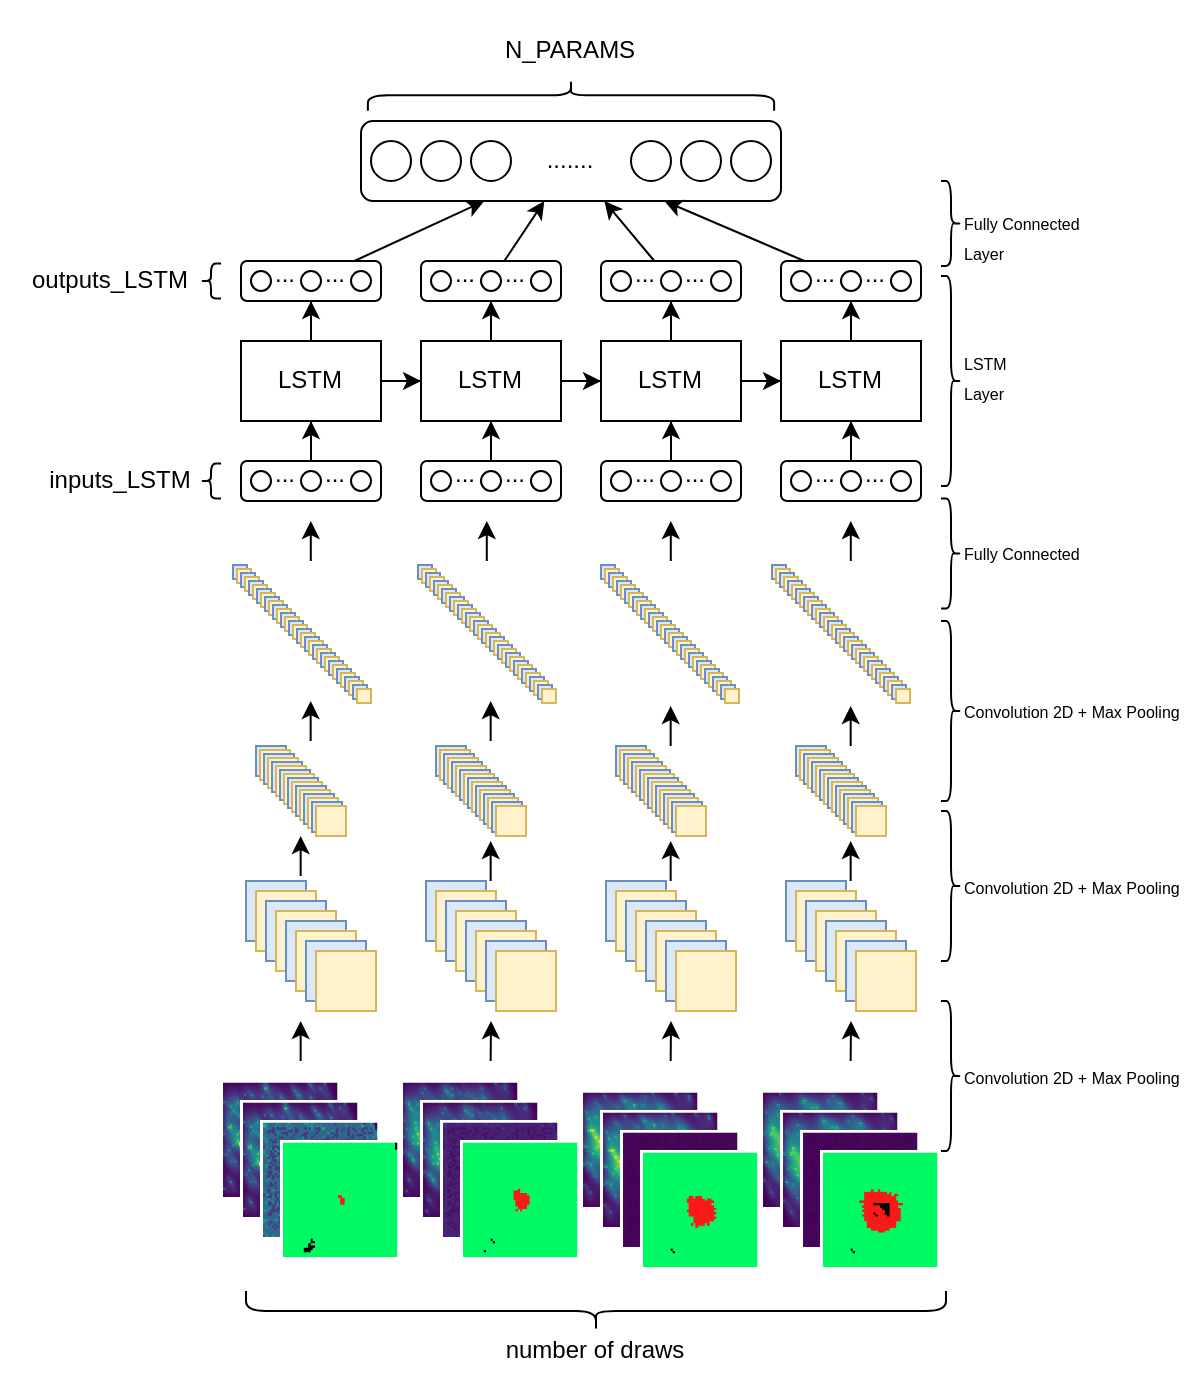 N_PARAMS
.......
Fully Connected
Layer
outputs_LSTM
... ... ... ... ... ... ... ...
LSTM LSTM LSTM LSTM
LSTM
Layer
inputs_LSTM
... ... ... ... ... ... ... ...
Fully Connected
Convolution 2D + Max Pooling
Convolution 2D + Max Pooling
Convolution 2D + Max Pooling
number of draws